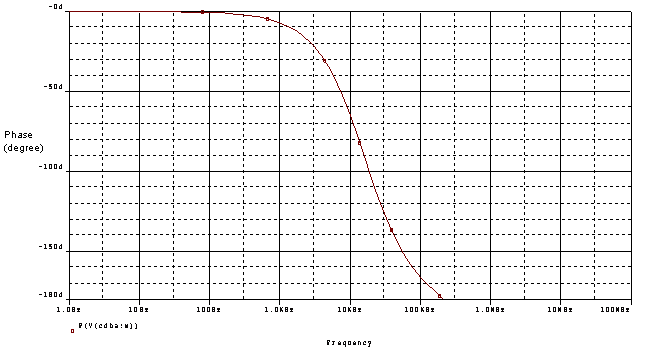 -0d
-50d
Phase
(degree)
-100d
-150d
-180d
1.0Hz 10Hz 100Hz 1.0KHz 10KHz 100KHz 1.0MHz 10MHz 100MHz
P(V(cdba:w))
Frequency